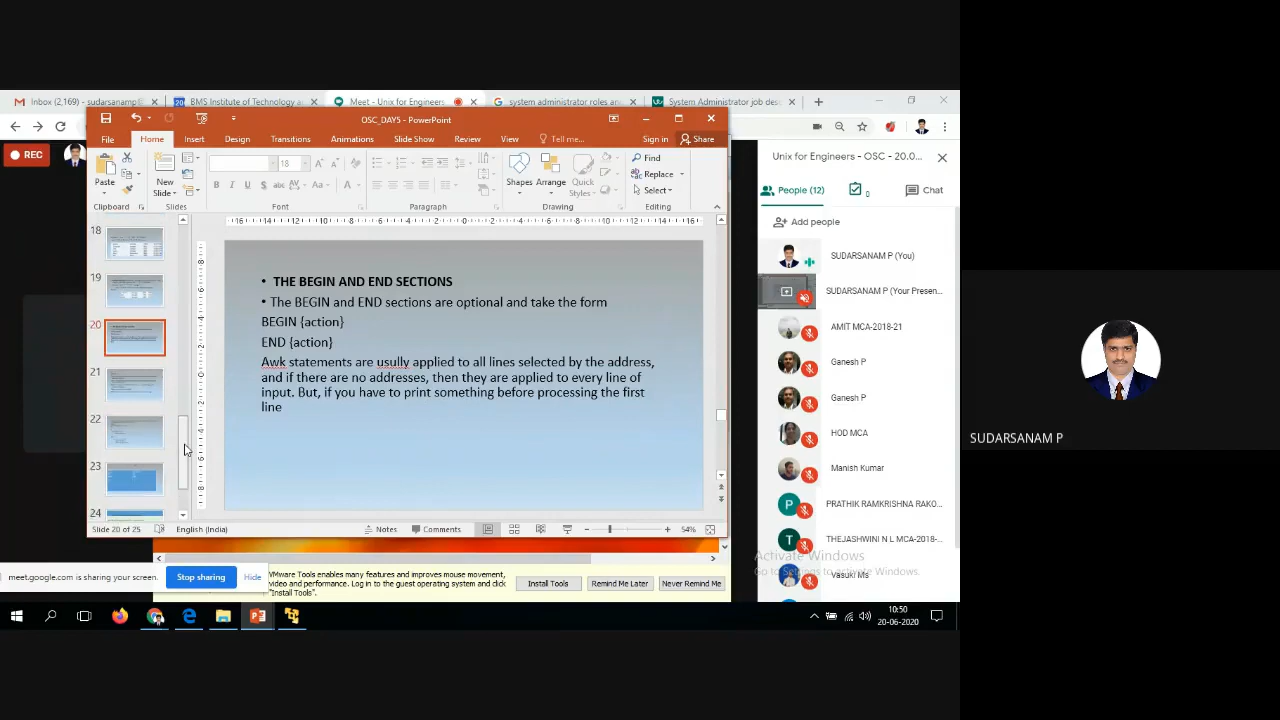 Inbox (2,169) - sudarsanamp
BMS Institute of Technology a
Meet - Unix for Engineers
system administrator roles an
System Administrator job des
OSC_DAY5 - PowerPoint
File
Home
Insert
Design
Transitions
Animations
Slide Show
Review
View
Tell me...
Sign in
Share
REC
Paste
New
Slide
18
Shapes
Arrange
Quick
Styles
Find
Replace
Select
Clipboard
Slides
Font
Paragraph
Drawing
Editing
18
19
20
21
22
23
24
• THE BEGIN AND END SECTIONS
• The BEGIN and END sections are optional and take the form
BEGIN {action}
END {action}
Awk statements are usully applied to all lines selected by the address,
and if there are no addresses, then they are applied to every line of
input. But, if you have to print something before processing the first
line
Slide 20 of 25
English (India)
Notes
Comments
54%
Unix for Engineers - OSC - 20.0...
People (12)
0
Chat
Add people
SUDARSANAM P (You)
SUDARSANAM P (Your Presen...
AMIT MCA-2018-21
Ganesh P
Ganesh P
HOD MCA
Manish Kumar
P
PRATHIK RAMKRISHNA RAKO...
T
THEJASHWINI N L MCA-2018-...
Vasuki Ms
Activate Windows
Go to Settings to activate Windows.
meet.google.com is sharing your screen.
Stop sharing
Hide
VMware Tools enables many features and improves mouse movement,
video and performance. Log in to the guest operating system and click
"Install Tools".
Install Tools
Remind Me Later
Never Remind Me
10:50
20-06-2020
SUDARSANAM P